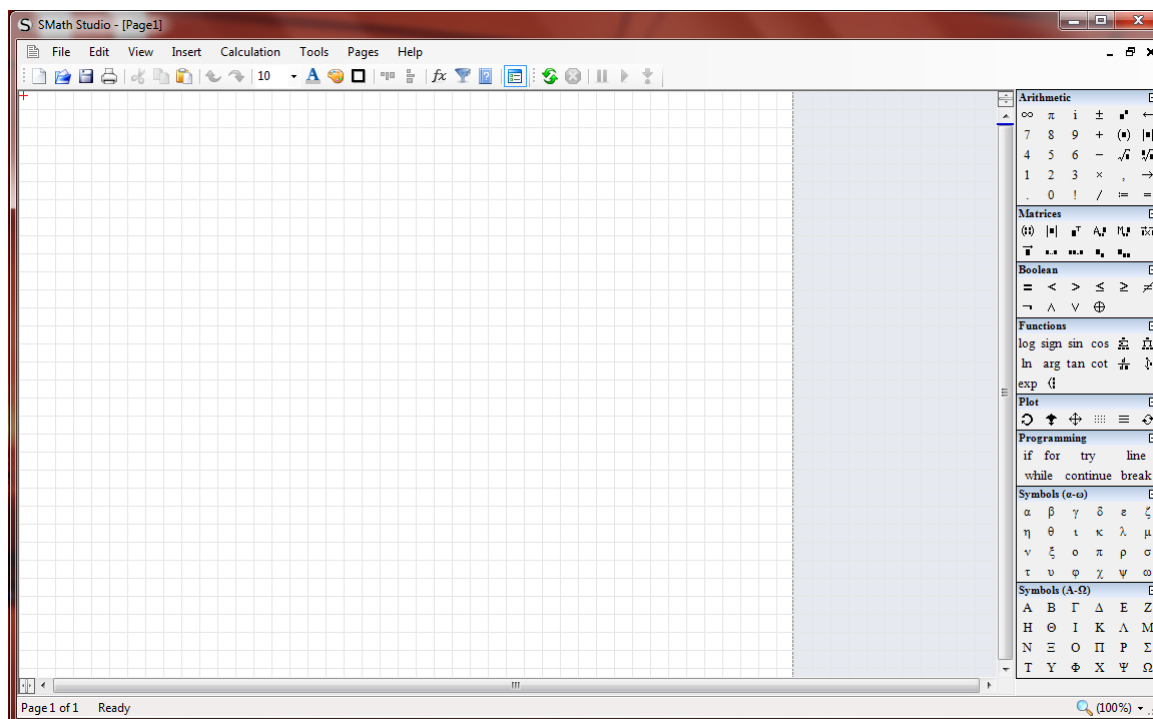 SMath Studio - [Page1]
File Edit View Insert Calculation Tools Pages Help
10 A fx
Arithmetic
∞ π i ±
7 8 9 + (▪) |▪|
4 5 6 −
1 2 3 × , →
. 0 ! / := =
Matrices
Boolean
= < > ≤ ≥ ≠
¬ ∧ ∨ ⊕
Functions
log sign sin cos
ln arg tan cot
exp
Plot
Programming
if for try line
while continue break
Symbols (α-ω)
α β γ δ ε ζ
η θ ι κ λ μ
ν ξ ο π ρ σ
τ υ φ χ ψ ω
Symbols (Α-Ω)
Α Β Γ Δ Ε Ζ
Η Θ Ι Κ Λ Μ
Ν Ξ Ο Π Ρ Σ
Τ Υ Φ Χ Ψ Ω
Page 1 of 1 Ready (100%)